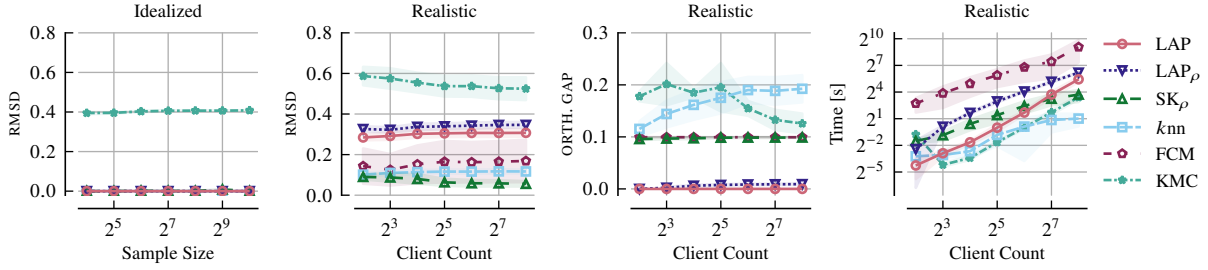 Idealized
0.8
0.6
0.4
0.2
0.0
RMSD
2^5
2^7
2^9
Sample Size
Realistic
0.8
0.6
0.4
0.2
0.0
RMSD
2^3
2^5
2^7
Client Count
Realistic
0.3
0.2
0.1
0.0
ORTH. GAP
2^3
2^5
2^7
Client Count
Realistic
2^10
2^7
2^4
2^1
2^−2
2^−5
Time [s]
2^3
2^5
2^7
Client Count
LAP
LAP_ρ
SK_ρ
knn
FCM
KMC